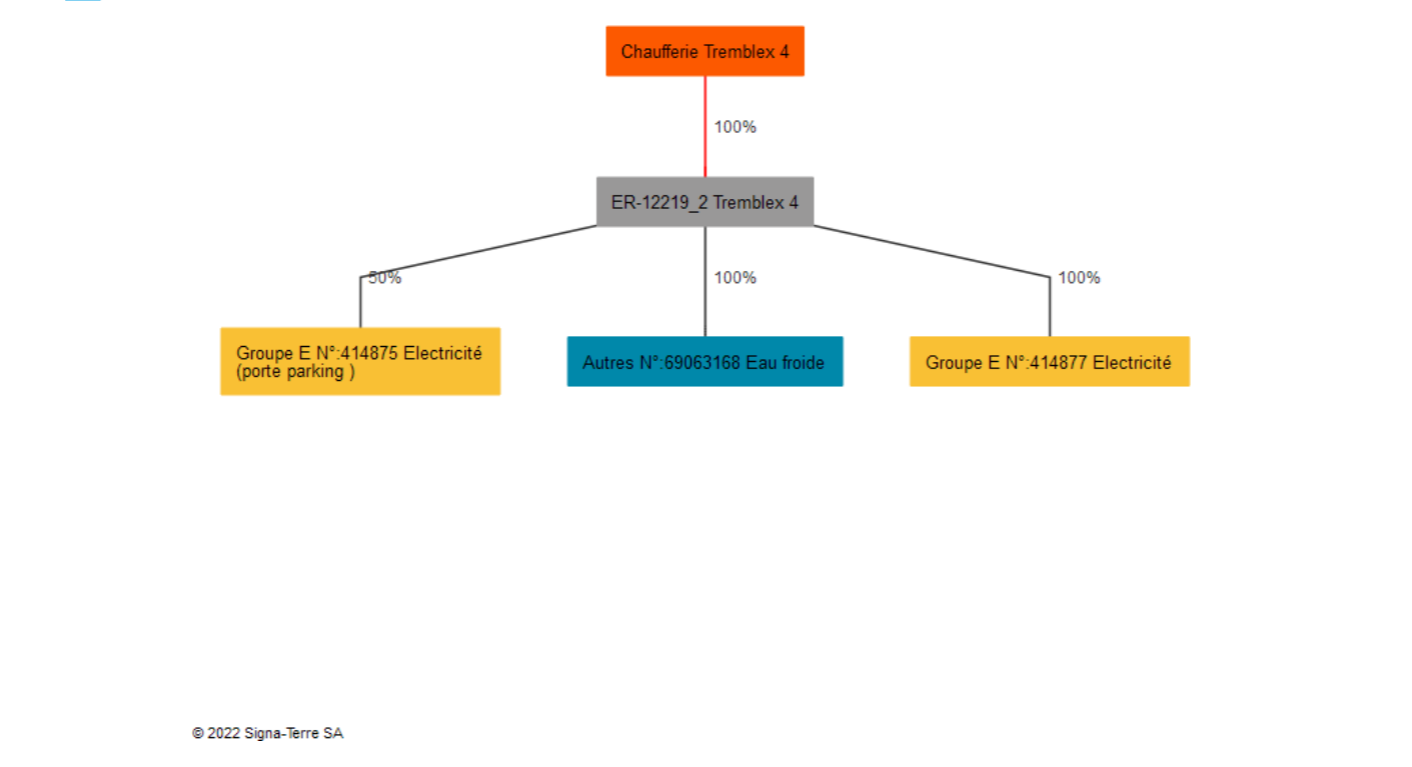 Chaufferie Tremblex 4
100%
ER-12219_2 Tremblex 4
50%
100%
100%
Groupe E N°:414875 Electricité
(porte parking )
Autres N°:69063168 Eau froide
Groupe E N°:414877 Electricité
© 2022 Signa-Terre SA